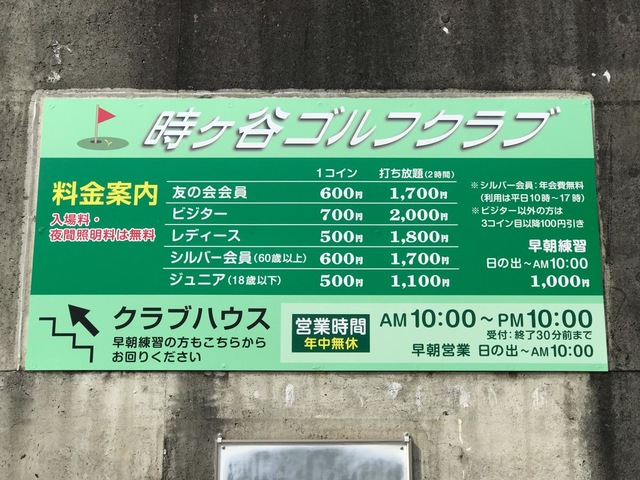 時ヶ谷ゴルフクラブ
料金案内
入場料・
夜間照明料は無料
1コイン 打ち放題(2時間)
友の会会員 600円 1,700円
ビジター 700円 2,000円
レディース 500円 1,800円
シルバー会員(60歳以上) 600円 1,700円
ジュニア(18歳以下) 500円 1,100円
※シルバー会員:年会費無料
(利用は平日10時~17時)
※ビジター以外の方は
3コイン目以降100円引き
早朝練習
日の出~AM10:00
1,000円
クラブハウス
早朝練習の方もこちらから
お回りください
営業時間
年中無休
AM10:00~PM10:00
受付:終了30分前まで
早朝営業 日の出~AM10:00